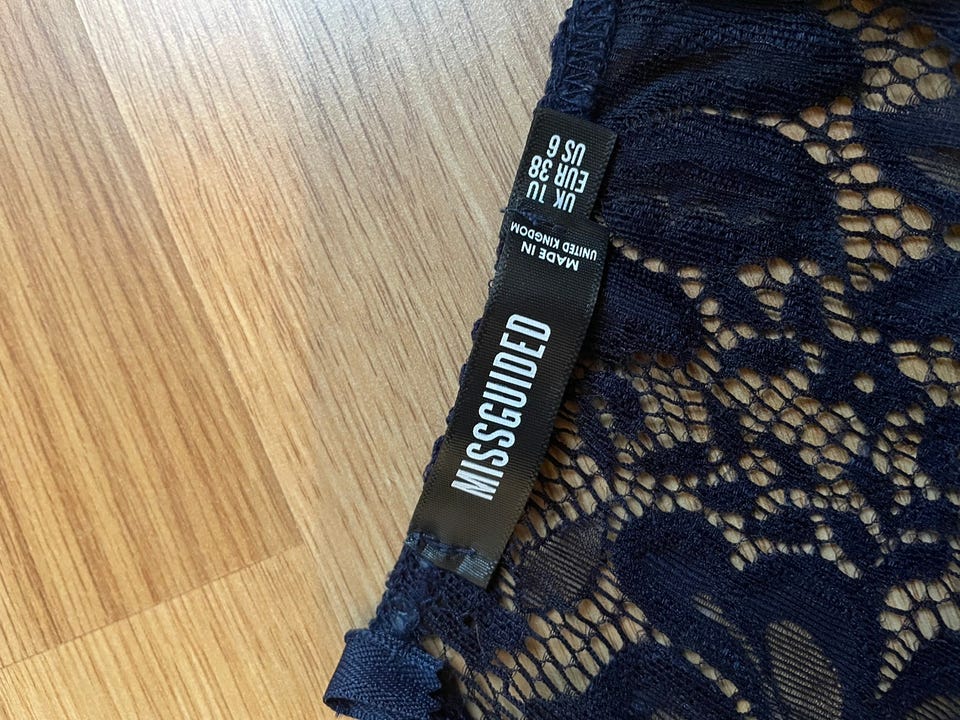 MISSGUIDED
MADE IN
UNITED KINGDOM
UK 10
EUR 38
US 6